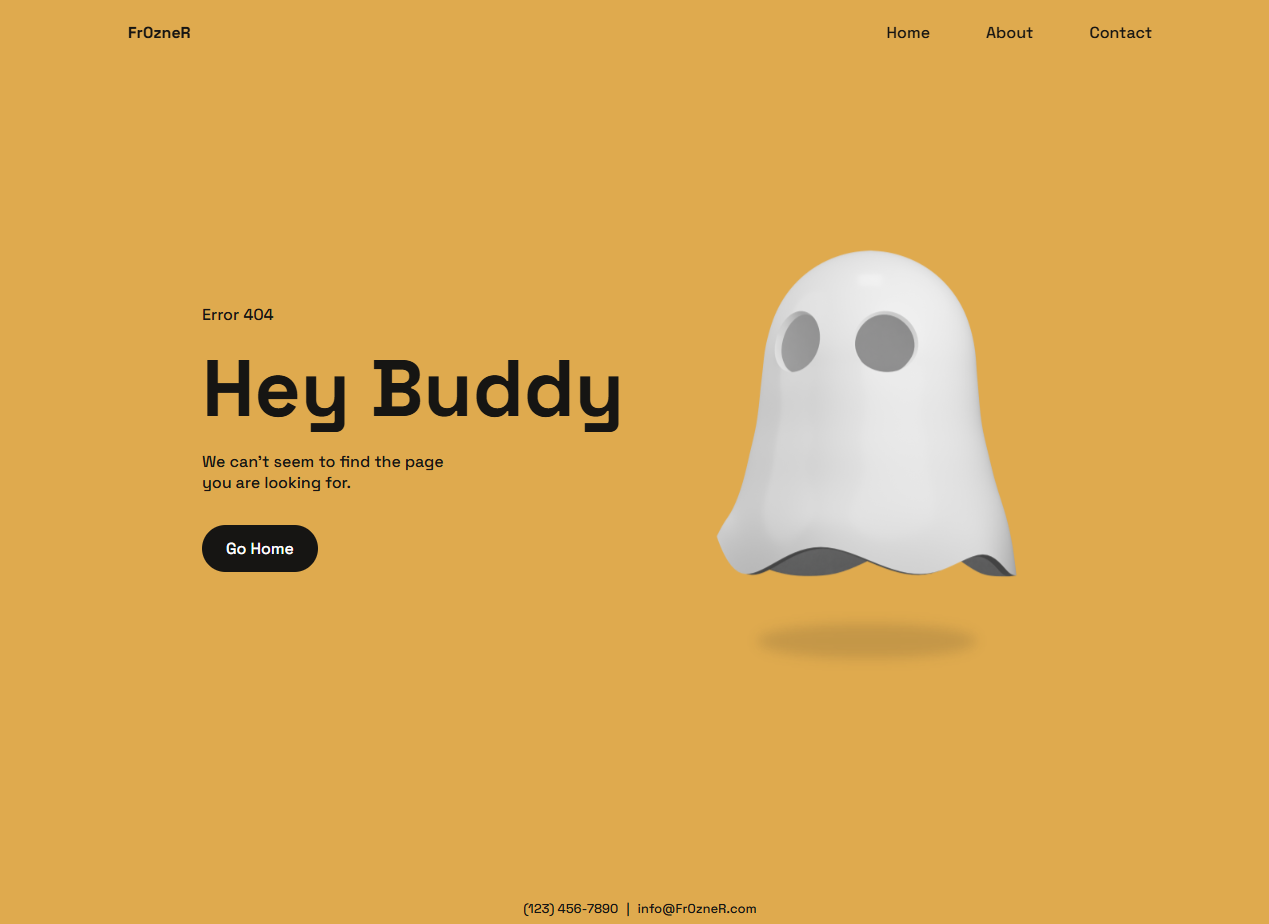 Fr0zneR
Home About Contact
Error 404
Hey Buddy
We can't seem to find the page
you are looking for.
Go Home
(123) 456-7890 | info@Fr0zneR.com